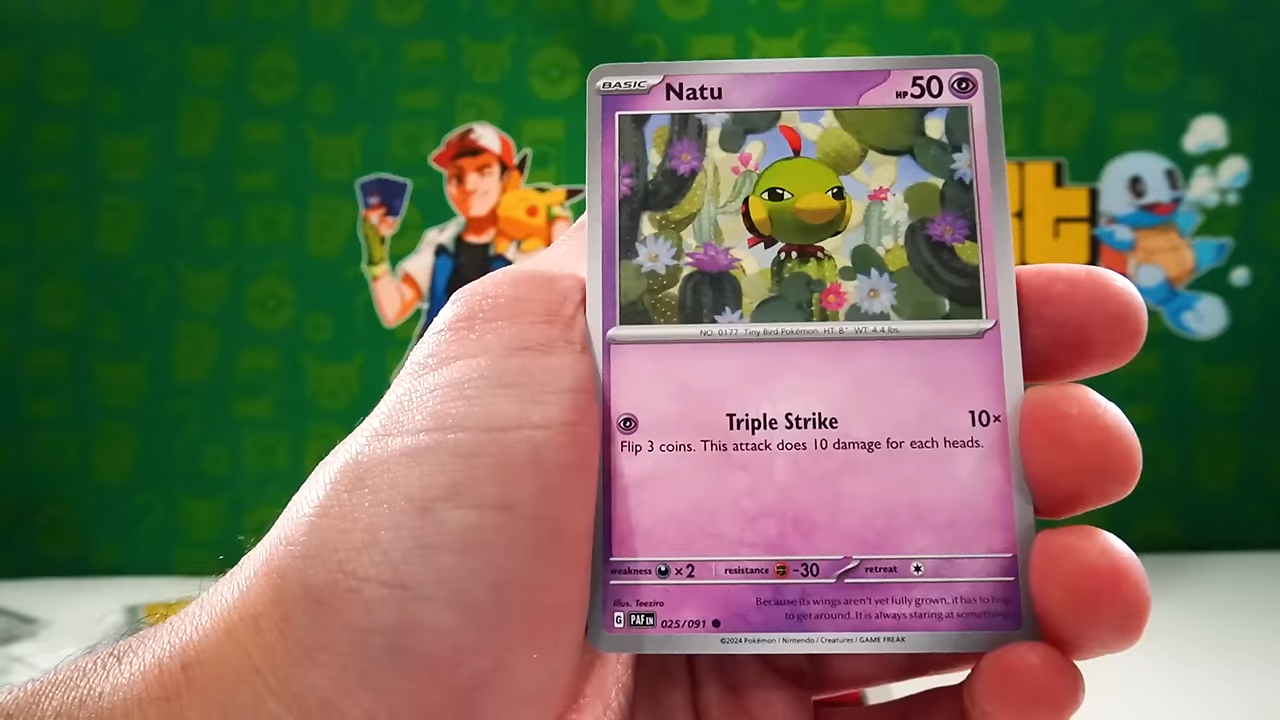 BASIC Natu HP 50
NO. 0177 Tiny Bird Pokémon HT: 8" WT: 4.4 lbs.
Triple Strike 10×
Flip 3 coins. This attack does 10 damage for each heads.
weakness ×2 resistance -30 retreat
Illus. Teeziro
Because its wings aren't yet fully grown, it has to hop
to get around. It is always staring at something.
G PAF EN 025/091
©2024 Pokémon / Nintendo / Creatures / GAME FREAK